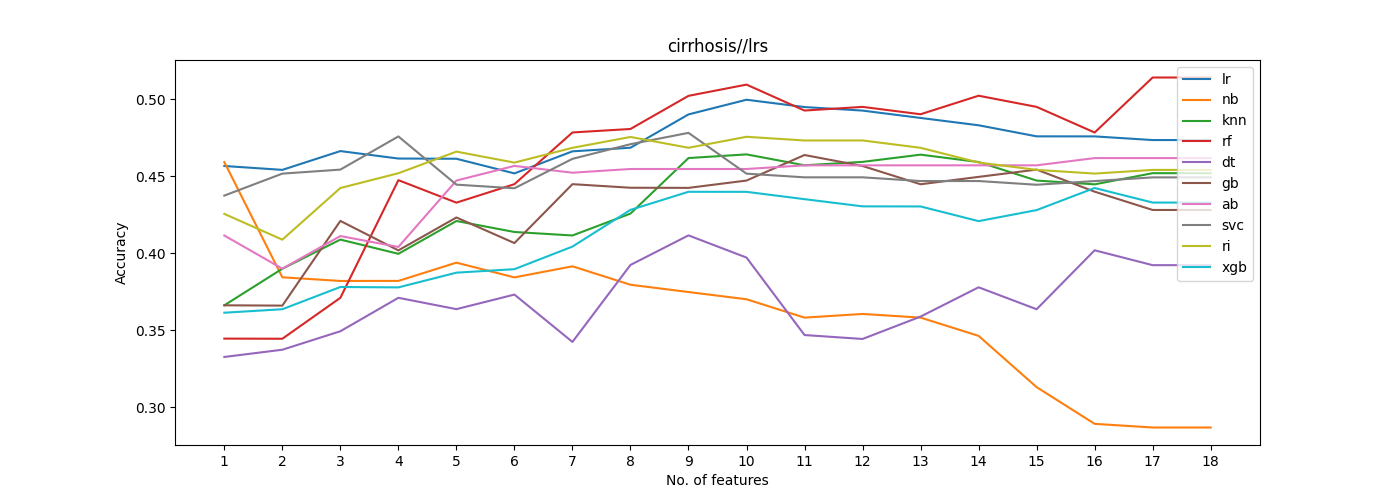 cirrhosis//lrs
Accuracy
0.50
0.45
0.40
0.35
0.30
1 2 3 4 5 6 7 8 9 10 11 12 13 14 15 16 17 18
No. of features
lr
nb
knn
rf
dt
gb
ab
svc
ri
xgb